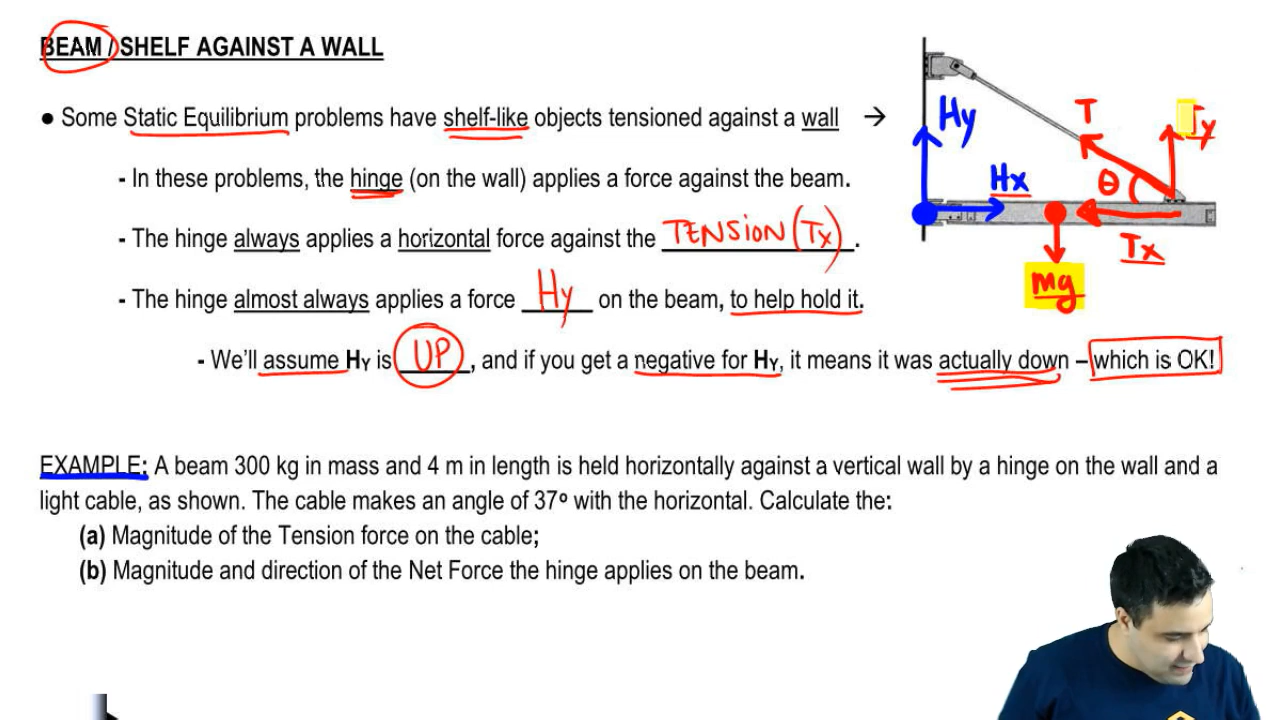 BEAM / SHELF AGAINST A WALL
● Some Static Equilibrium problems have shelf-like objects tensioned against a wall →
- In these problems, the hinge (on the wall) applies a force against the beam.
- The hinge always applies a horizontal force against the TENSION (Tx).
- The hinge almost always applies a force Hy on the beam, to help hold it.
- We'll assume HY is UP, and if you get a negative for HY, it means it was actually down – which is OK!
Hy
T
Ty
Hx
θ
Tx
mg
EXAMPLE: A beam 300 kg in mass and 4 m in length is held horizontally against a vertical wall by a hinge on the wall and a
light cable, as shown. The cable makes an angle of 37º with the horizontal. Calculate the:
(a) Magnitude of the Tension force on the cable;
(b) Magnitude and direction of the Net Force the hinge applies on the beam.